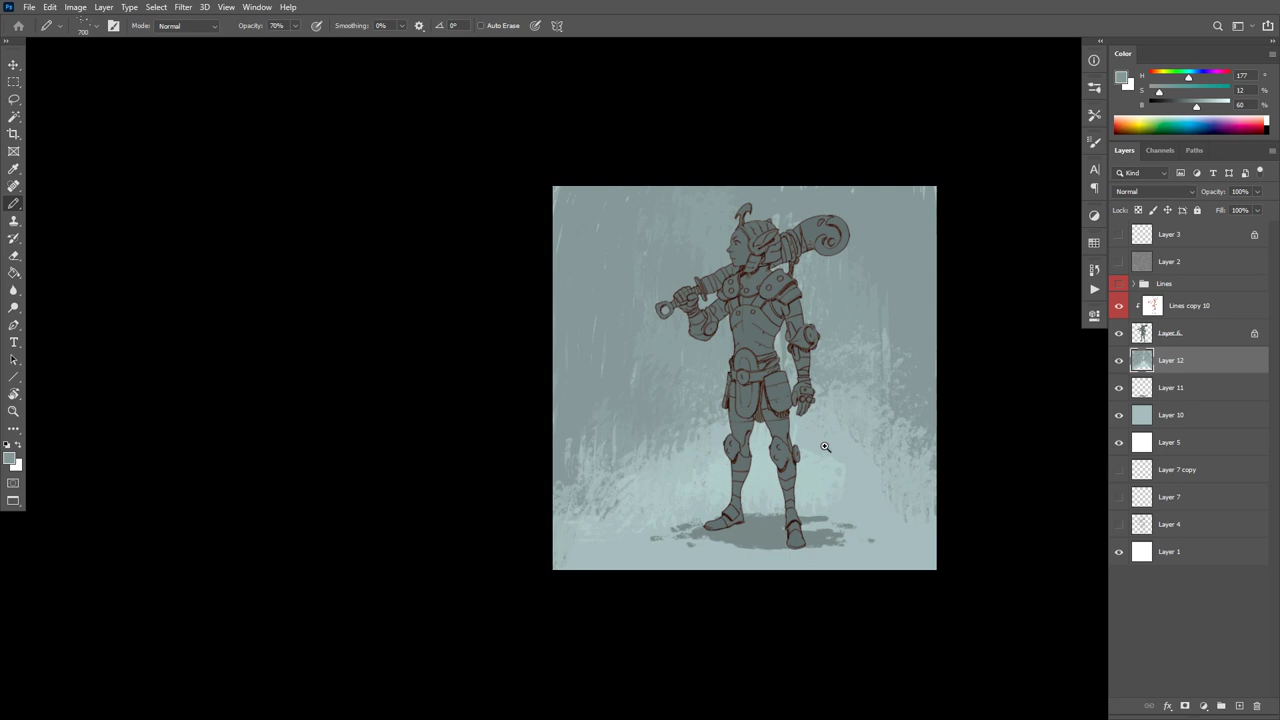 Ps File Edit Image Layer Type Select Filter 3D View Window Help
700 Mode: Normal Opacity: 70% Smoothing: 0% 0° Auto Erase
Color
H 177 °
S 12 %
B 60 %
Layers Channels Paths
Kind
Normal Opacity: 100%
Lock: Fill: 100%
Layer 3
Layer 2
Lines
Lines copy 10
Layer 6
Layer 12
Layer 11
Layer 10
Layer 5
Layer 7 copy
Layer 7
Layer 4
Layer 1
fx